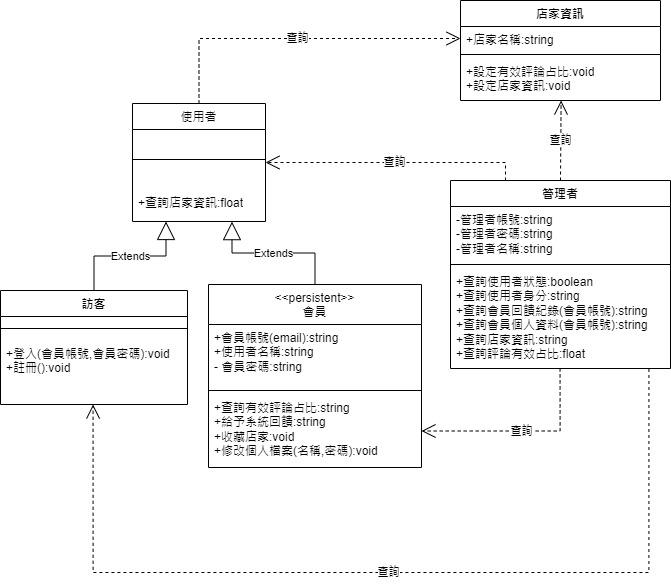 店家資訊
+店家名稱:string
+設定有效評論占比:void
+設定店家資訊:void
查詢
使用者
+查詢店家資訊:float
查詢
查詢
管理者
-管理者帳號:string
-管理者密碼:string
-管理者名稱:string
+查詢使用者狀態:boolean
+查詢使用者身分:string
+查詢會員回饋紀錄(會員帳號):string
+查詢會員個人資料(會員帳號):string
+查詢店家資訊:string
+查詢評論有效占比:float
Extends
Extends
訪客
+登入(會員帳號,會員密碼):void
+註冊():void
<<persistent>>
會員
+會員帳號(email):string
+使用者名稱:string
- 會員密碼:string
+查詢有效評論占比:string
+給予系統回饋:string
+收藏店家:void
+修改個人檔案(名稱,密碼):void
查詢
查詢